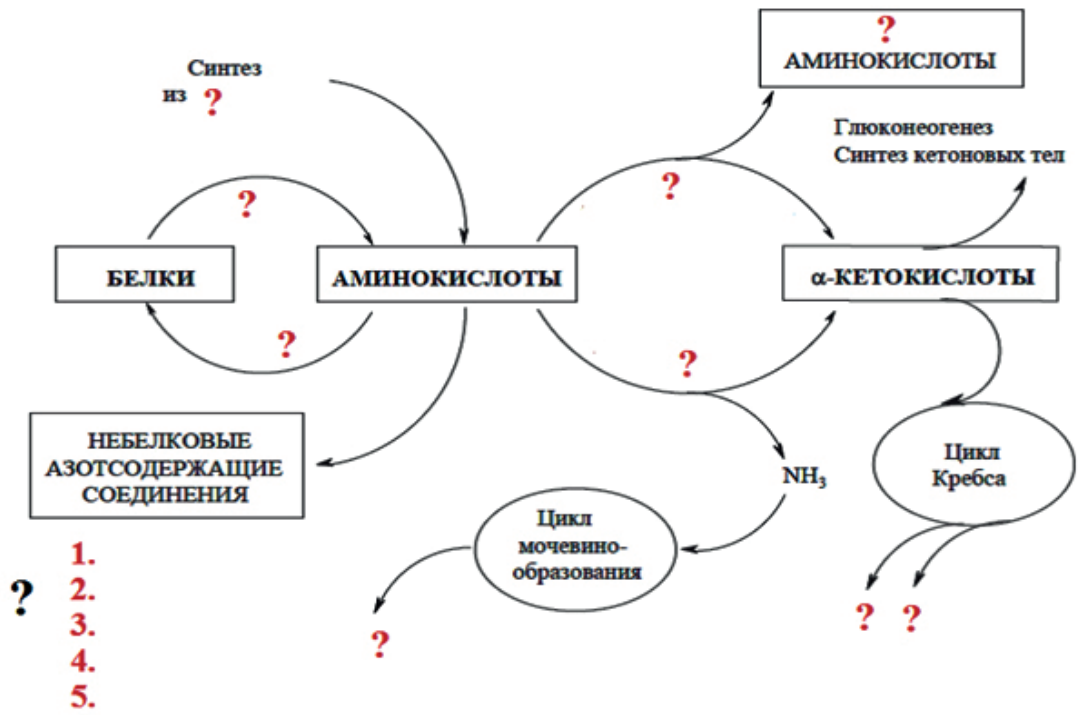 Синтез
из ?
?
АМИНОКИСЛОТЫ
Глюконеогенез
Синтез кетоновых тел
?
?
БЕЛКИ
АМИНОКИСЛОТЫ
α-КЕТОКИСЛОТЫ
?
?
НЕБЕЛКОВЫЕ
АЗОТСОДЕРЖАЩИЕ
СОЕДИНЕНИЯ
NH₃
Цикл
Кребса
Цикл
мочевино-
образования
?
1.
2.
3.
4.
5.
?
? ?